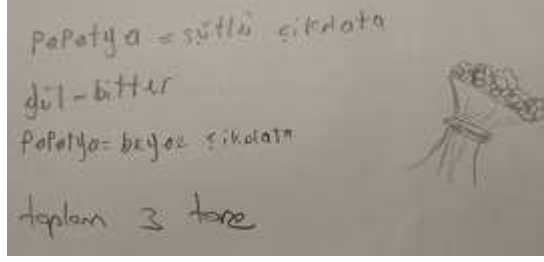 papatya = sütlü çikolata
gül - bitter
papatya = beyaz çikolata
toplam 3 tane